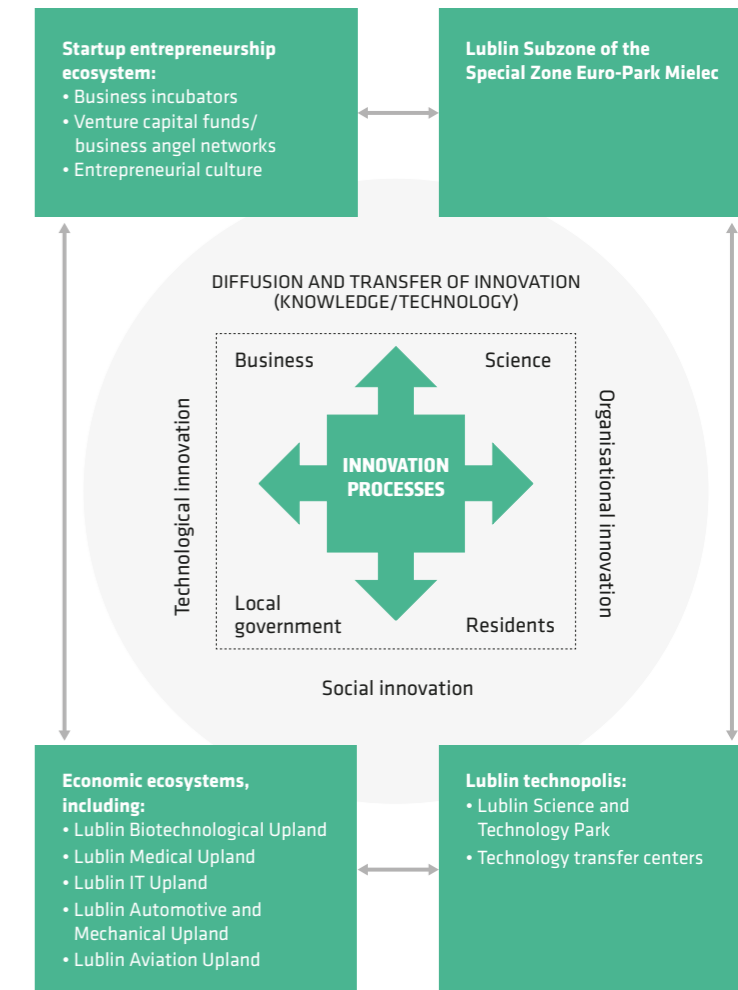 Startup entrepreneurship
ecosystem:
• Business incubators
• Venture capital funds/
business angel networks
• Entrepreneurial culture
Lublin Subzone of the
Special Zone Euro-Park Mielec
DIFFUSION AND TRANSFER OF INNOVATION
(KNOWLEDGE/TECHNOLOGY)
Business
Science
Technological innovation
INNOVATION
PROCESSES
Organisational innovation
Local
government
Residents
Social innovation
Economic ecosystems,
including:
• Lublin Biotechnological Upland
• Lublin Medical Upland
• Lublin IT Upland
• Lublin Automotive and
Mechanical Upland
• Lublin Aviation Upland
Lublin technopolis:
• Lublin Science and
Technology Park
• Technology transfer centers